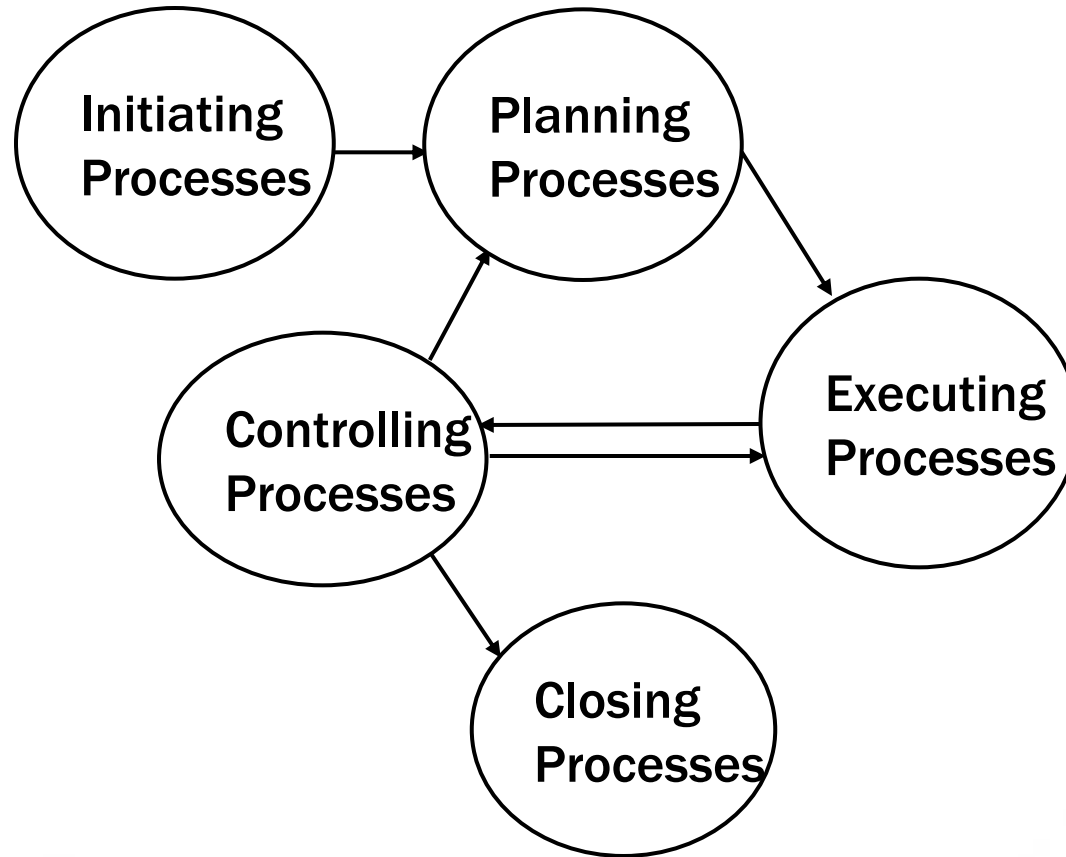 Initiating
Processes
Planning
Processes
Executing
Processes
Controlling
Processes
Closing
Processes